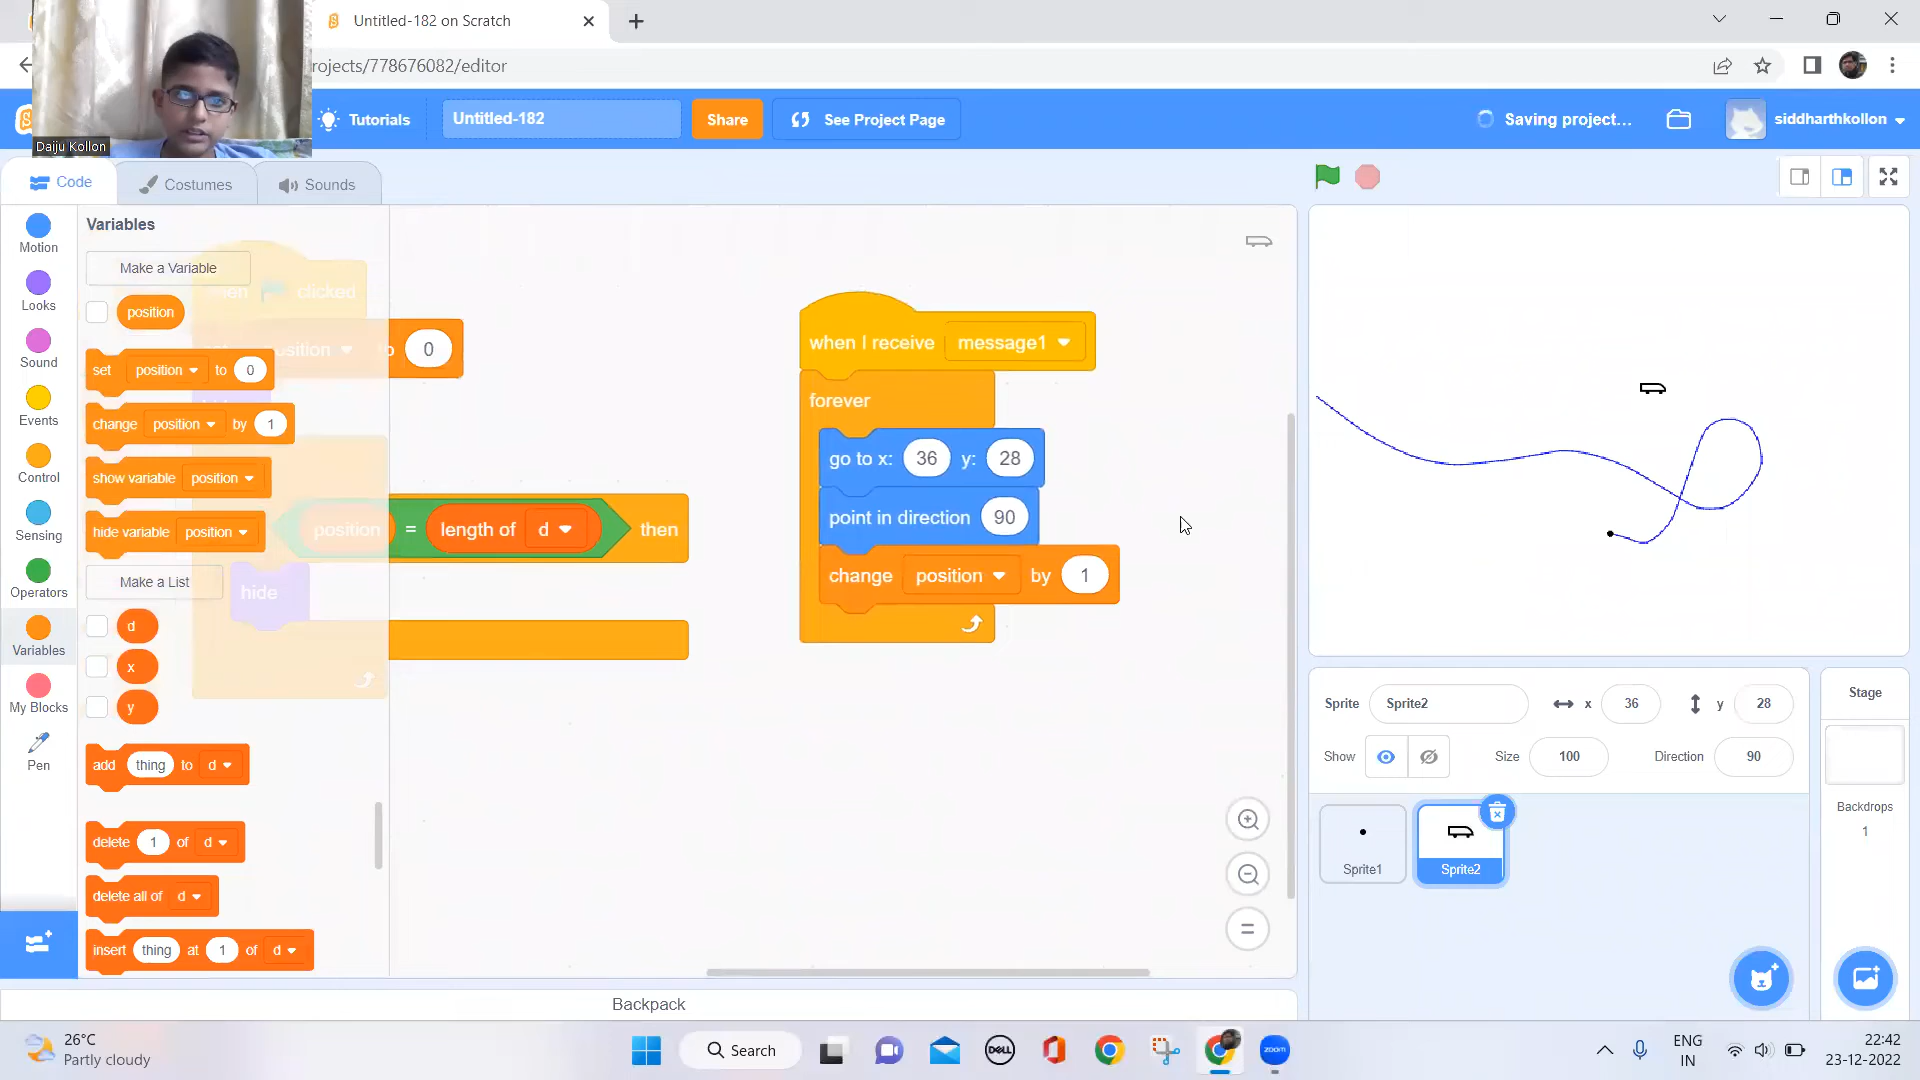 Untitled-182 on Scratch
rojects/778676082/editor
Daiju Kollon
Tutorials
Untitled-182
Share
See Project Page
Saving project...
siddharthkollon
Code
Costumes
Sounds
Motion
Looks
Sound
Events
Control
Sensing
Operators
Variables
My Blocks
Pen
Variables
Make a Variable
position
set position to 0
change position by 1
show variable position
hide variable position
Make a List
d
x
y
add thing to d
delete 1 of d
delete all of d
insert thing at 1 of d
clicked
0
position = length of d then
hide
when I receive message1
forever
go to x: 36 y: 28
point in direction 90
change position by 1
Sprite Sprite2 x 36 y 28
Show Size 100 Direction 90
Sprite1
Sprite2
Stage
Backdrops
1
Backpack
26°C
Partly cloudy
Search
DELL
zoom
ENG
IN
22:42
23-12-2022